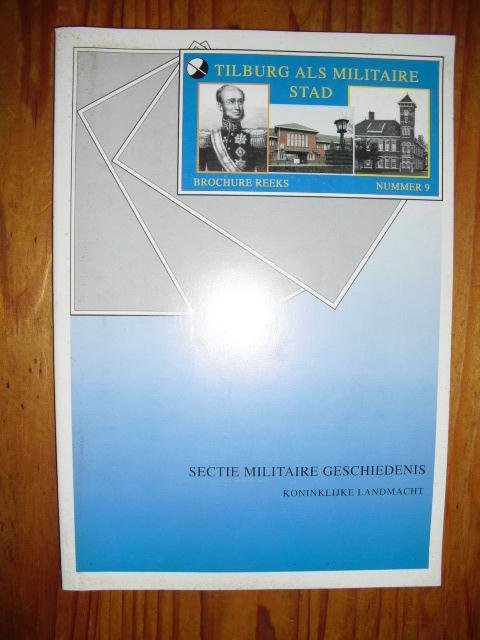 TILBURG ALS MILITAIRE
STAD
BROCHURE REEKS
NUMMER 9
SECTIE MILITAIRE GESCHIEDENIS
KONINKLIJKE LANDMACHT